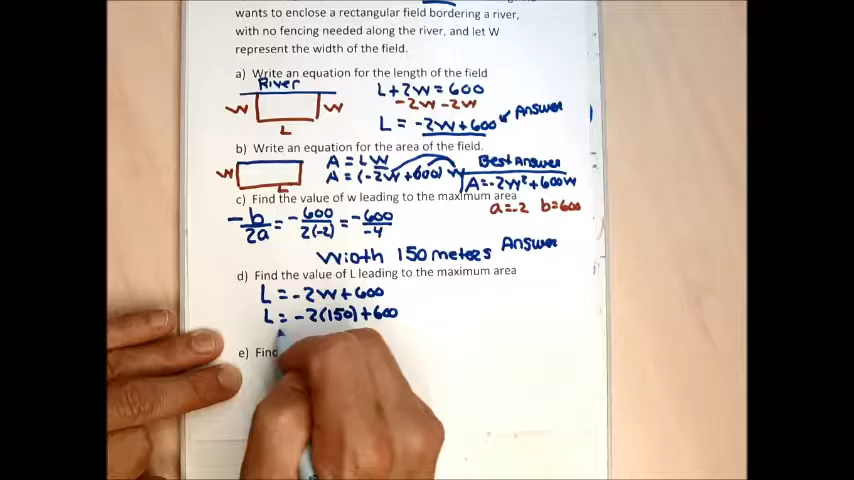 wants to enclose a rectangular field bordering a river,
with no fencing needed along the river, and let W
represent the width of the field.
a) Write an equation for the length of the field
River
L+2W=600
W W
-2W -2W
L
L = -2W+600 Answer
b) Write an equation for the area of the field.
W
L
A = LW
A = (-2W+600) W
Best Answer
A=-2W²+600W
c) Find the value of w leading to the maximum area
a=-2 b=600
-b/2a = -600/2(-2) = -600/-4
Width 150 meters Answer
d) Find the value of L leading to the maximum area
L = -2W+600
L = -2(150)+600
e) Find